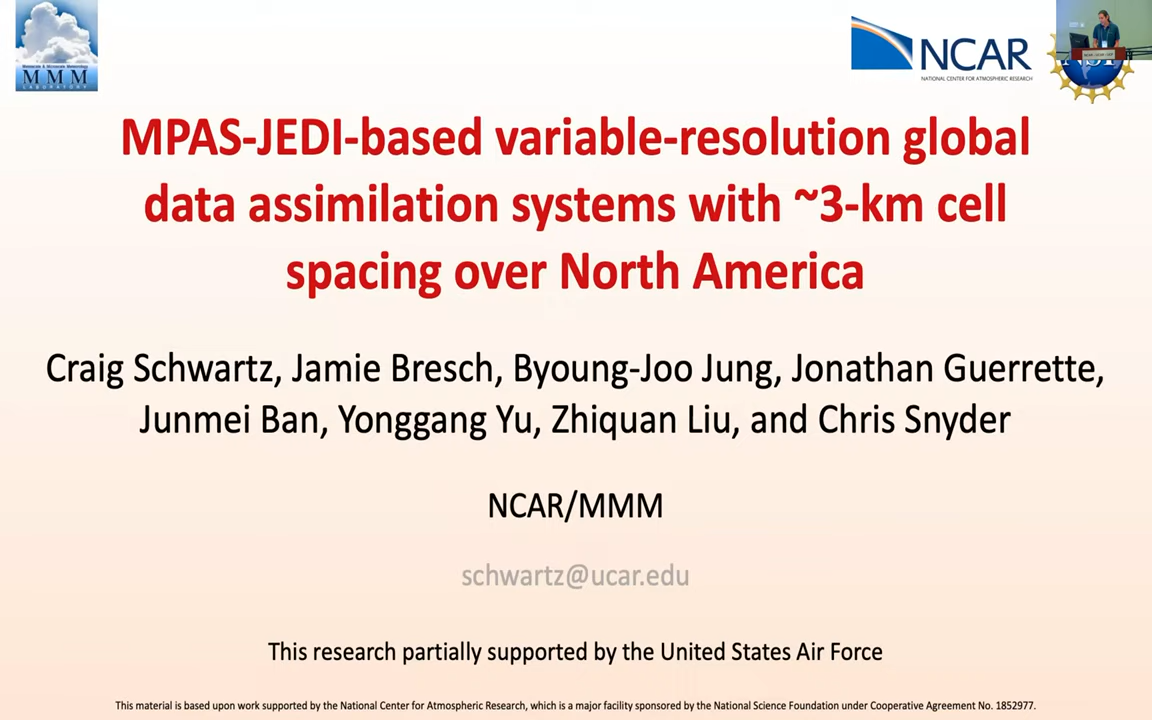 MMM
LABORATORY
NCAR
NATIONAL CENTER FOR ATMOSPHERIC RESEARCH
MPAS-JEDI-based variable-resolution global
data assimilation systems with ~3-km cell
spacing over North America
Craig Schwartz, Jamie Bresch, Byoung-Joo Jung, Jonathan Guerrette,
Junmei Ban, Yonggang Yu, Zhiquan Liu, and Chris Snyder
NCAR/MMM
schwartz@ucar.edu
This research partially supported by the United States Air Force
This material is based upon work supported by the National Center for Atmospheric Research, which is a major facility sponsored by the National Science Foundation under Cooperative Agreement No. 1852977.